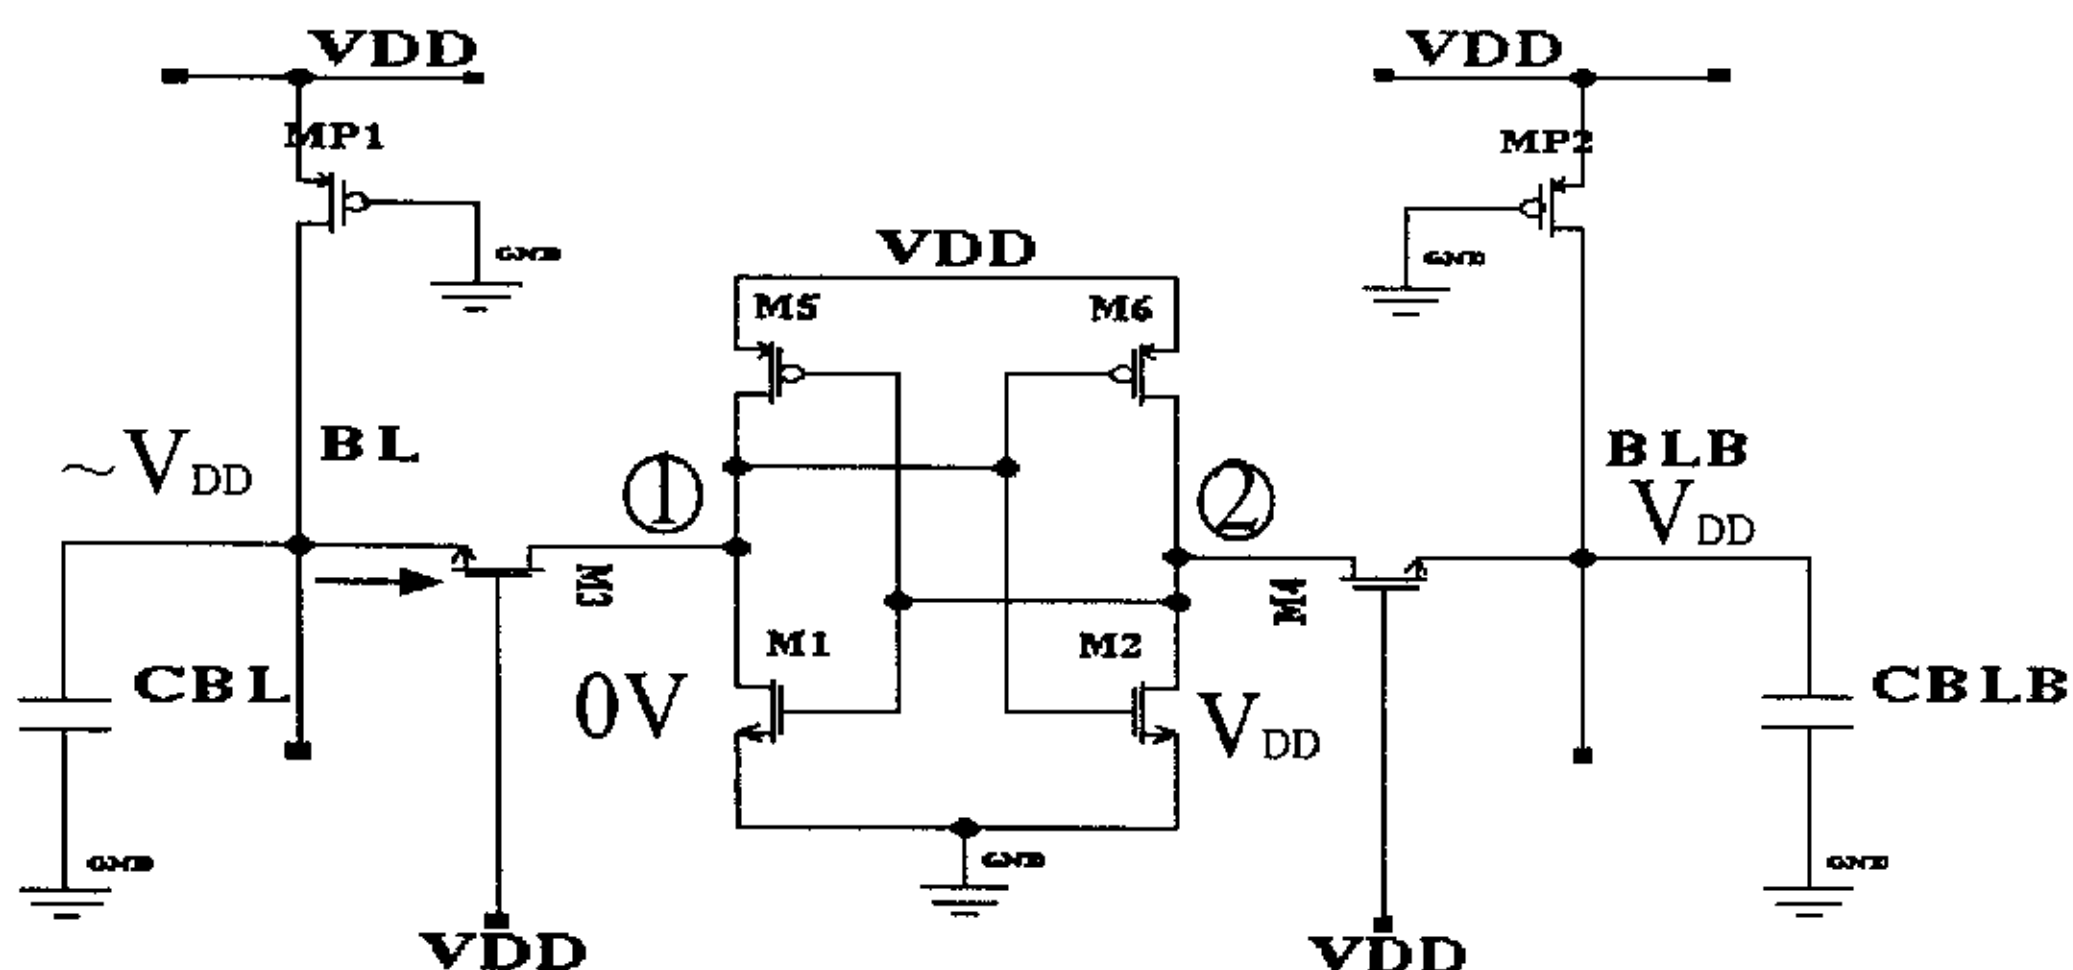 VDD
VDD
MP1
MP2
GND
GND
VDD
M5
M6
~VDD
BL
①
②
BLB
VDD
M3
M4
M1
M2
CBL
0V
VDD
CBLB
GND
GND
GND
VDD
VDD